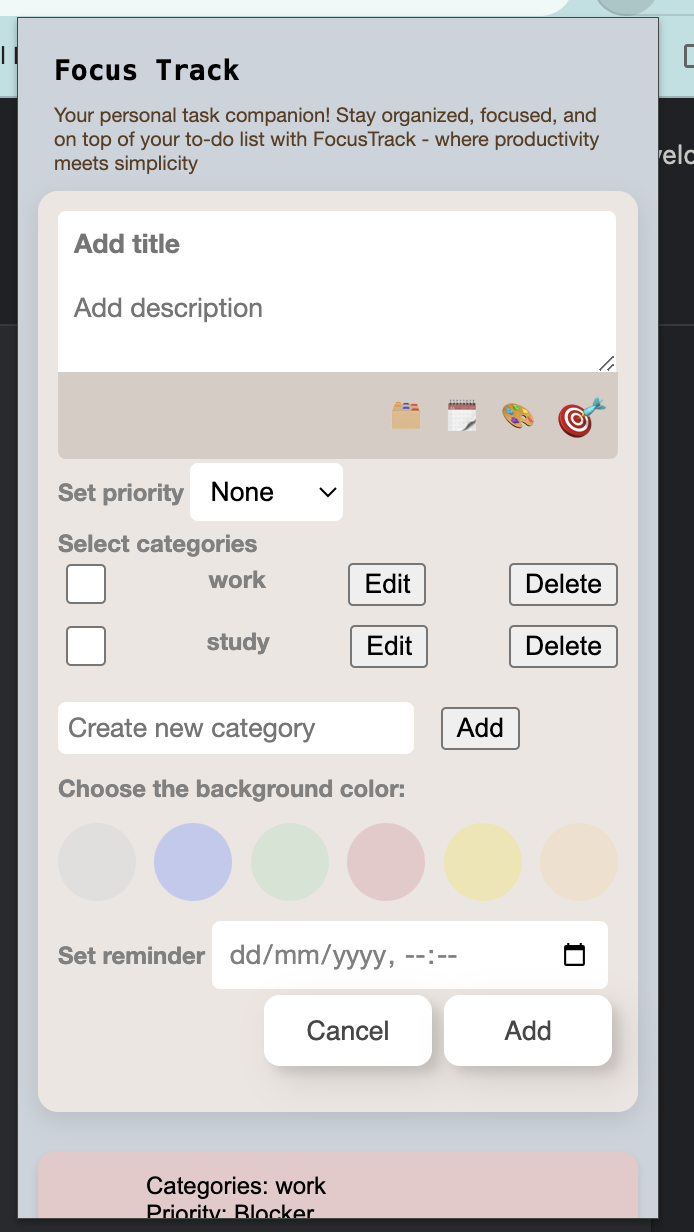 Focus Track
Your personal task companion! Stay organized, focused, and
on top of your to-do list with FocusTrack - where productivity
meets simplicity
Add title
Add description
Set priority None
Select categories
work Edit Delete
study Edit Delete
Create new category Add
Choose the background color:
Set reminder dd/mm/yyyy, --:--
Cancel Add
Categories: work
Priority: Blocker